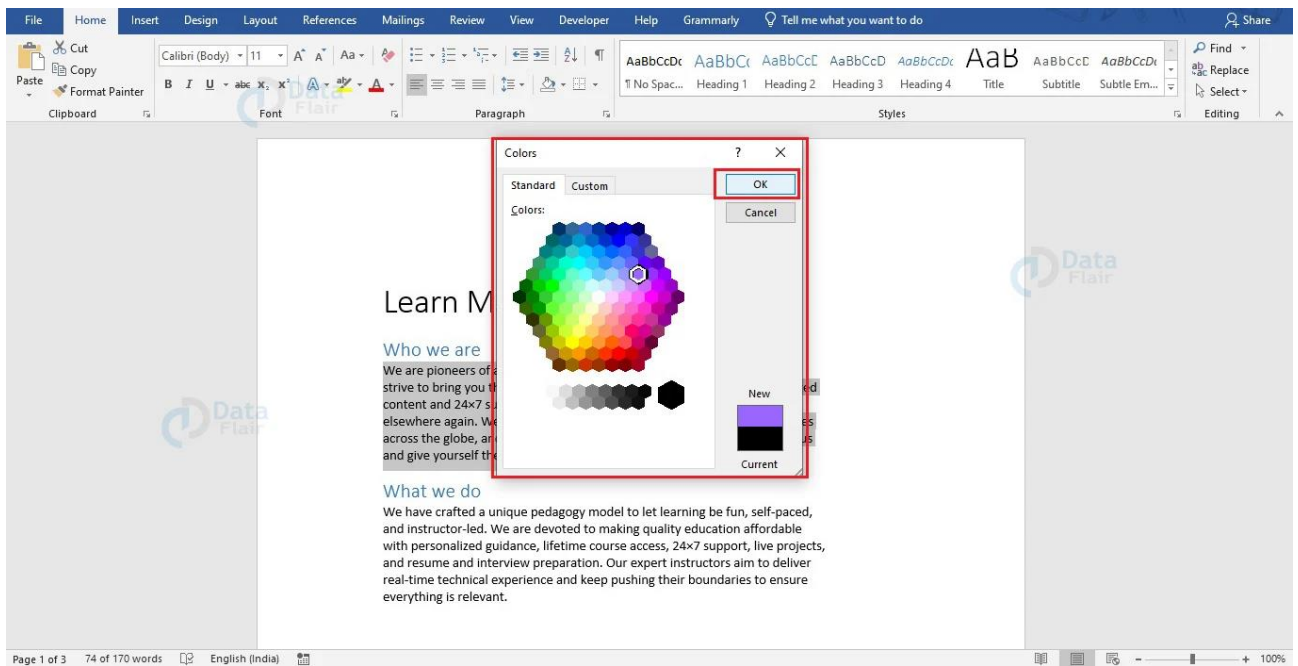 File Home Insert Design Layout References Mailings Review View Developer Help Grammarly Tell me what you want to do Share
Cut
Copy
Paste
Format Painter
Clipboard
Calibri (Body) 11 A A Aa
B I U abc X₂ X² A A
Font
Paragraph
AaBbCcDc AaBbCc AaBbCcE AaBbCcD AaBbCcDc AaB AaBbCcC AaBbCcDc
¶ No Spac... Heading 1 Heading 2 Heading 3 Heading 4 Title Subtitle Subtle Em...
Styles
Find
Replace
Select
Editing
Colors ? ×
Standard Custom
OK
Cancel
Colors:
New
Current
Data
Flair
Data
Flair
Data
Flair
Learn M
Who we are
We are pioneers of
strive to bring you
content and 24×7
elsewhere again.
across the globe,
and give yourself
What we do
We have crafted a unique pedagogy model to let learning be fun, self-paced,
and instructor-led. We are devoted to making quality education affordable
with personalized guidance, lifetime course access, 24×7 support, live projects,
and resume and interview preparation. Our expert instructors aim to deliver
real-time technical experience and keep pushing their boundaries to ensure
everything is relevant.
Page 1 of 3 74 of 170 words English (India) 100%